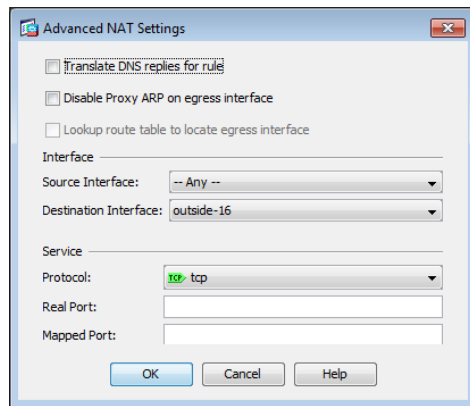 Advanced NAT Settings
Translate DNS replies for rule
Disable Proxy ARP on egress interface
Lookup route table to locate egress interface
Interface
Source Interface: -- Any --
Destination Interface: outside-16
Service
Protocol: TCP tcp
Real Port:
Mapped Port:
OK Cancel Help